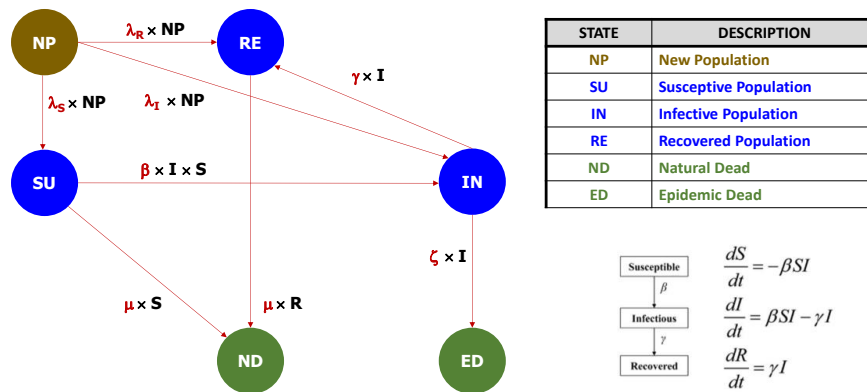 NP
λR × NP
RE
γ × I
λS × NP
λI × NP
SU
β × I × S
IN
ζ × I
μ × S
μ × R
ND
ED
STATE DESCRIPTION
NP New Population
SU Susceptive Population
IN Infective Population
RE Recovered Population
ND Natural Dead
ED Epidemic Dead
Susceptible
β
Infectious
γ
Recovered
dS/dt = −βSI
dI/dt = βSI − γI
dR/dt = γI